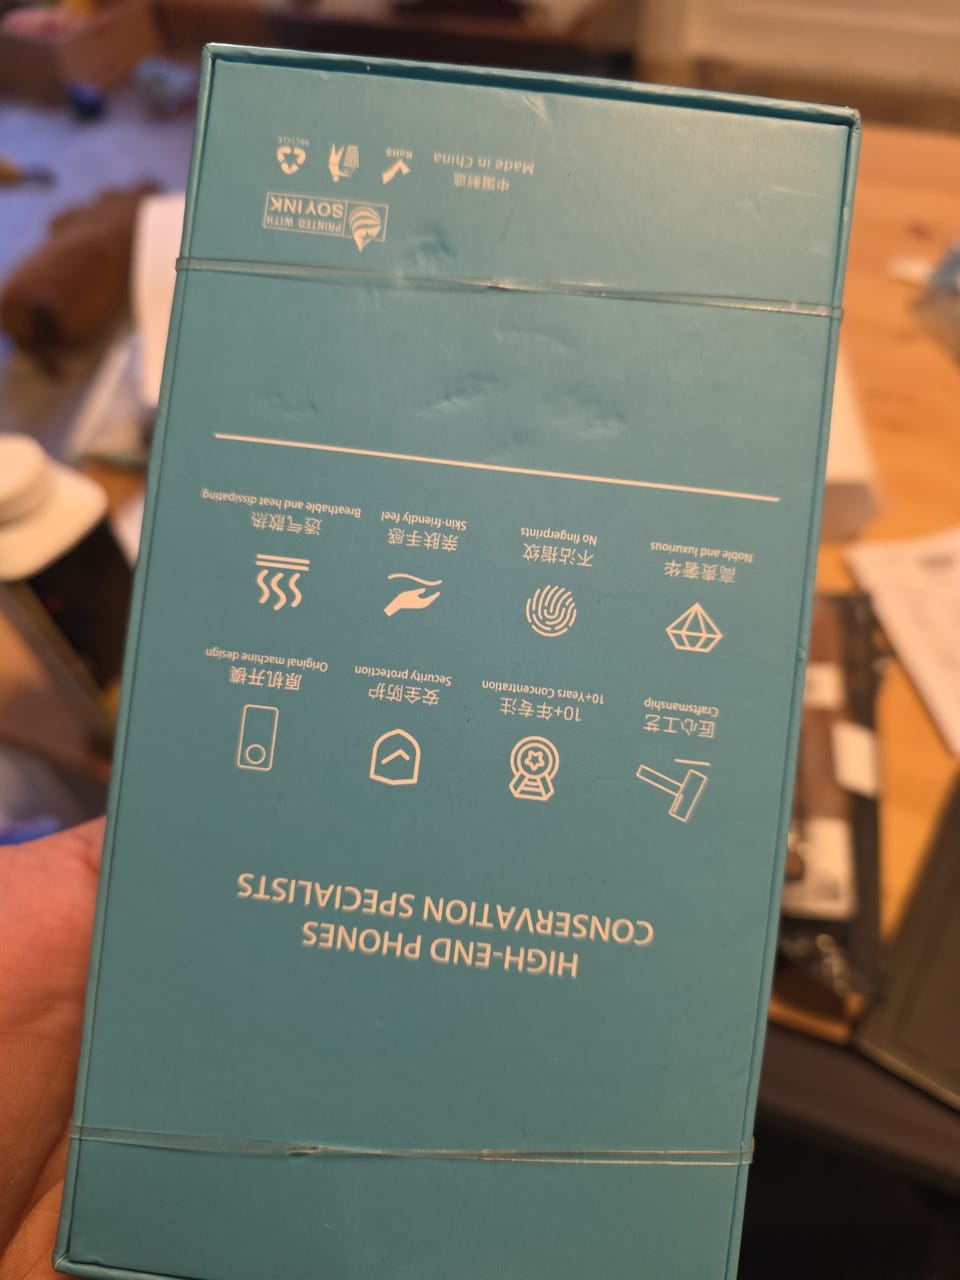 HIGH-END PHONES
CONSERVATION SPECIALISTS
匠心工艺
Craftsmanship
10+年专注
10+Years Concentration
安全防护
Security protection
原机开模
Original machine design
高贵奢华
Noble and luxurious
不沾指纹
No fingerprints
亲肤手感
Skin-friendly feel
透气散热
Breathable and heat dissipating
PRINTED WITH
SOY INK
中国制造
Made in China
RoHS
RECYCLE